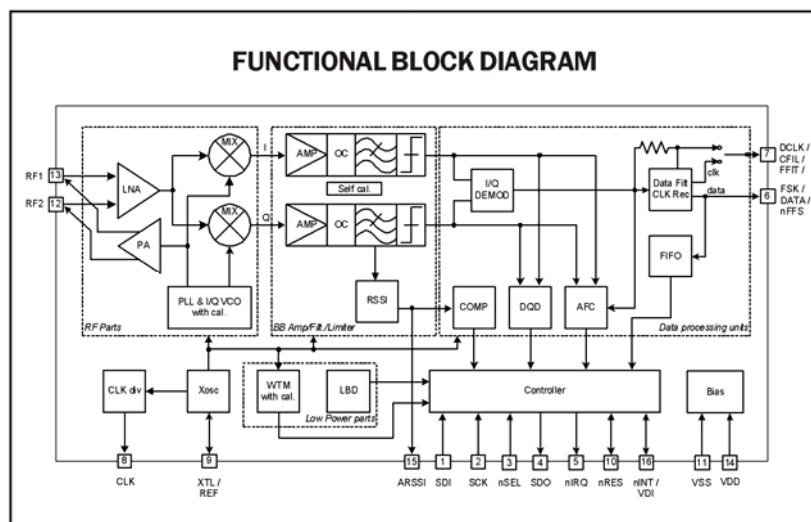 FUNCTIONAL BLOCK DIAGRAM
MIX
I
AMP
OC
Self cal.
I/Q
DEMOD
clk
Data Filt
CLK Rec
data
7
DCLK /
CFIL /
FFIT /
6
FSK /
DATA /
nFFS
RF1
13
RF2
12
LNA
PA
MIX
Q
AMP
OC
PLL & I/Q VCO
with cal.
RF Parts
RSSI
BB Amp/Filt./Limiter
COMP
DQD
AFC
FIFO
Data processing units
CLK div
Xosc
WTM
with cal.
LBD
Low Power parts
Controller
Bias
8
9
15
1
2
3
4
5
10
16
11
14
CLK
XTL /
REF
ARSSI
SDI
SCK
nSEL
SDO
nIRQ
nRES
nINT /
VDI
VSS
VDD